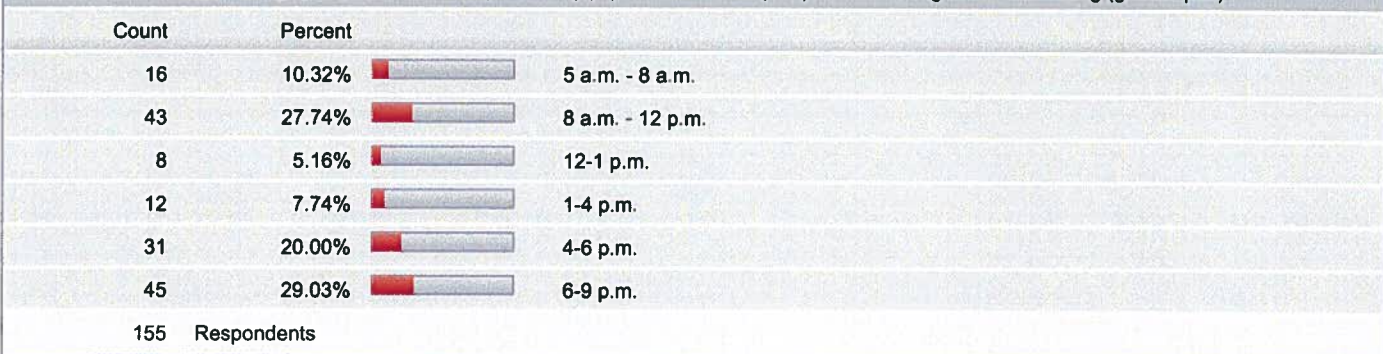 Count Percent
16 10.32% 5 a.m. - 8 a.m.
43 27.74% 8 a.m. - 12 p.m.
8 5.16% 12-1 p.m.
12 7.74% 1-4 p.m.
31 20.00% 4-6 p.m.
45 29.03% 6-9 p.m.
155 Respondents